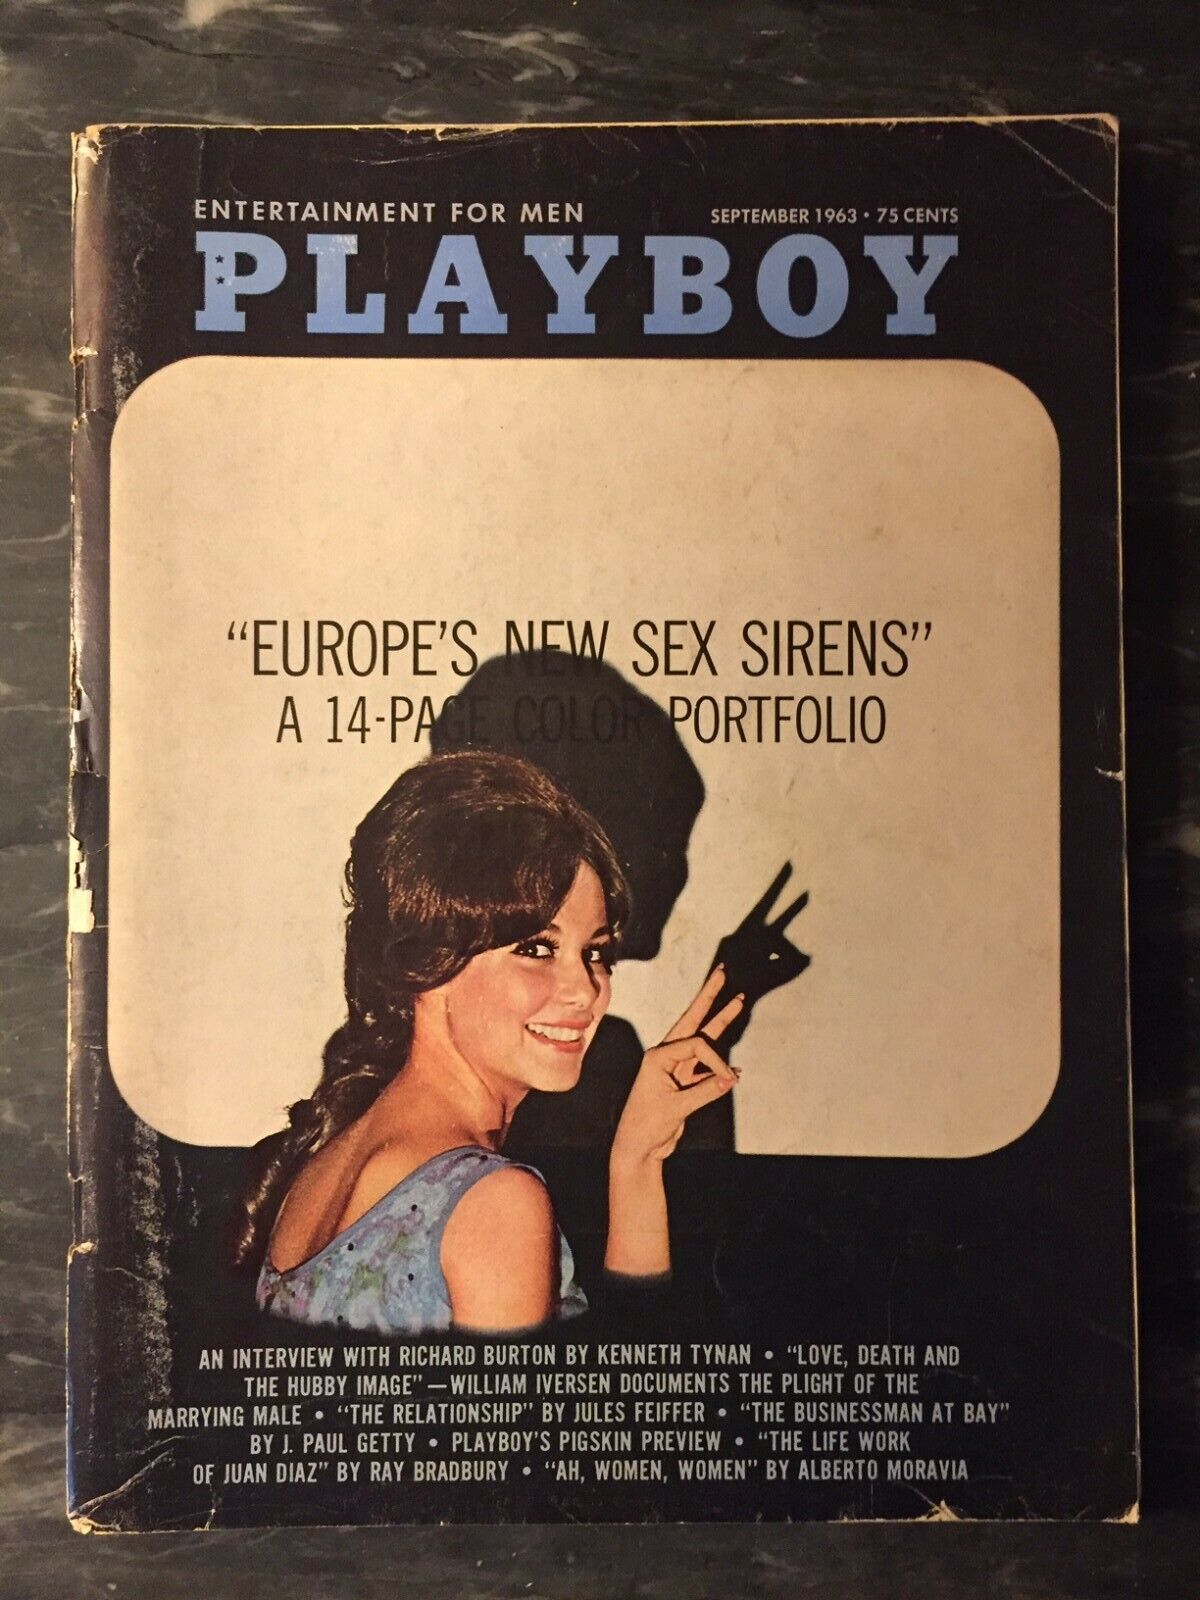 ENTERTAINMENT FOR MEN SEPTEMBER 1963 • 75 CENTS
PLAYBOY
“EUROPE’S NEW SEX SIRENS”
A 14-PAGE COLOR PORTFOLIO
AN INTERVIEW WITH RICHARD BURTON BY KENNETH TYNAN • “LOVE, DEATH AND
THE HUBBY IMAGE”—WILLIAM IVERSEN DOCUMENTS THE PLIGHT OF THE
MARRYING MALE • “THE RELATIONSHIP” BY JULES FEIFFER • “THE BUSINESSMAN AT BAY”
BY J. PAUL GETTY • PLAYBOY’S PIGSKIN PREVIEW • “THE LIFE WORK
OF JUAN DIAZ” BY RAY BRADBURY • “AH, WOMEN, WOMEN” BY ALBERTO MORAVIA